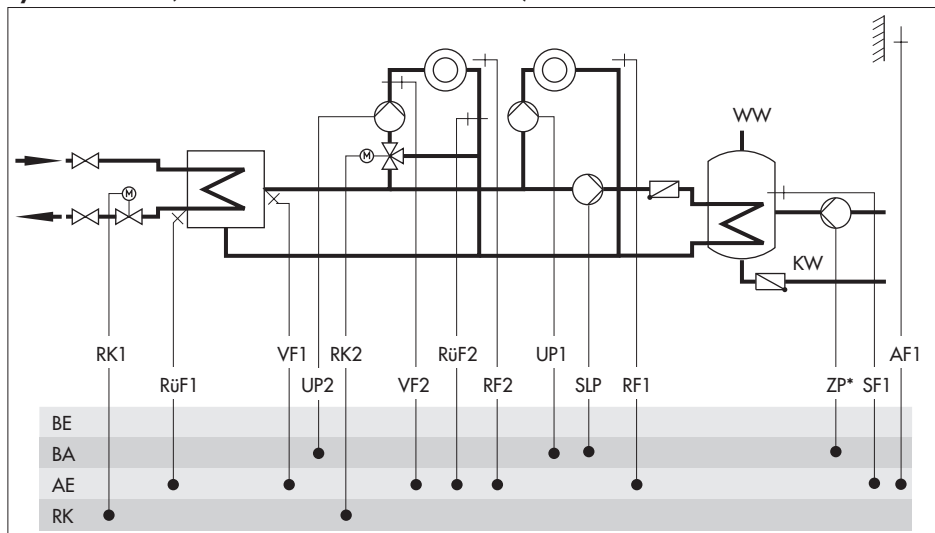 WW
M
M
KW
RK1 VF1 RK2 RüF2 UP1 AF1
RüF1 UP2 VF2 RF2 SLP RF1 ZP* SF1
BE
BA
AE
RK